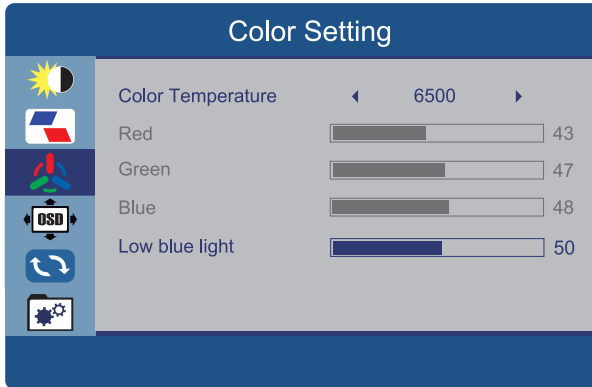 Color Setting
Color Temperature 6500
Red 43
Green 47
Blue 48
OSD
Low blue light 50